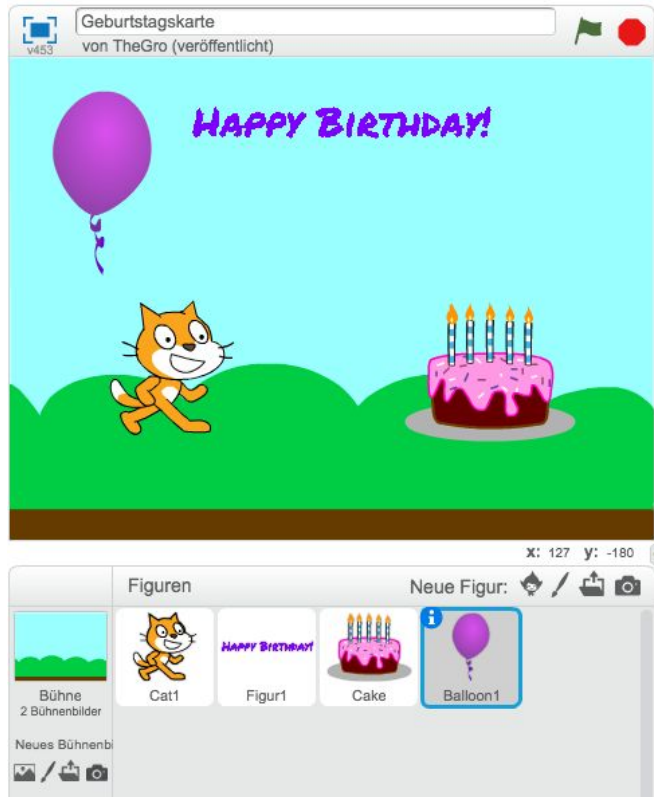 Geburtstagskarte
v453
von TheGro (veröffentlicht)
Happy Birthday!
x: 127 y: -180
Figuren
Neue Figur:
Happy Birthday!
Bühne
2 Bühnenbilder
Cat1
Figur1
Cake
Balloon1
Neues Bühnenbi